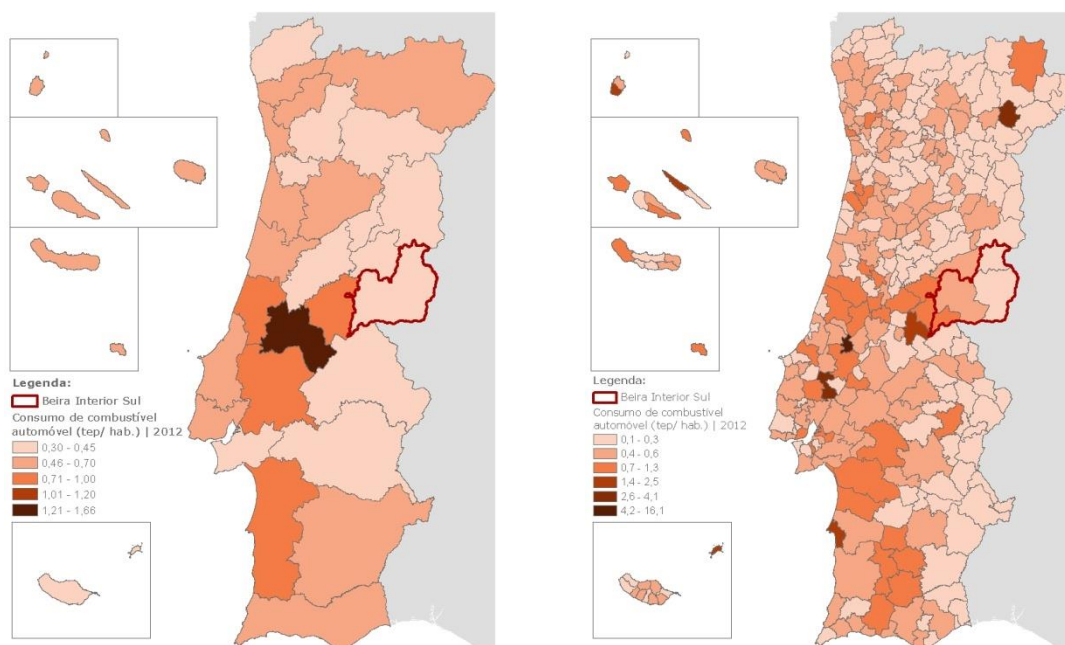 Legenda:
Beira Interior Sul
Consumo de combustível
automóvel (tep/ hab.) | 2012
0,30 - 0,45
0,46 - 0,70
0,71 - 1,00
1,01 - 1,20
1,21 - 1,66
Legenda:
Beira Interior Sul
Consumo de combustível
automóvel (tep/ hab.) | 2012
0,1 - 0,3
0,4 - 0,6
0,7 - 1,3
1,4 - 2,5
2,6 - 4,1
4,2 - 16,1